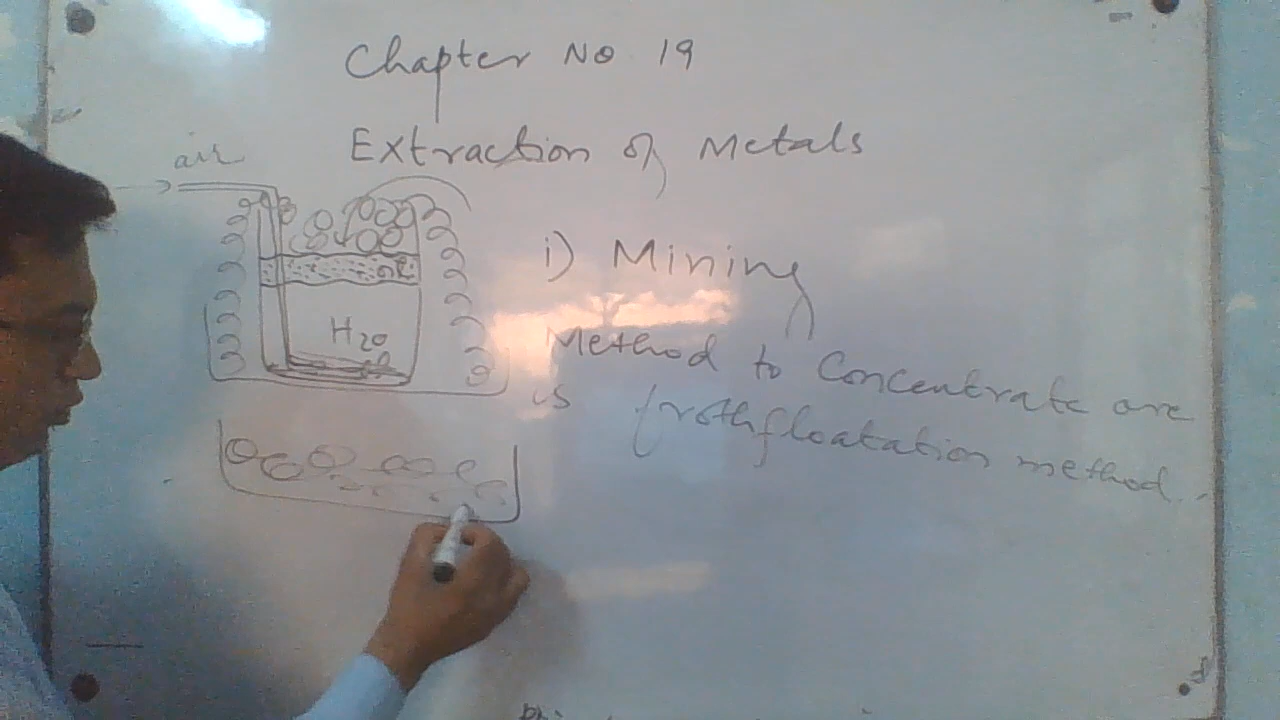 Chapter No 19
Extraction of Metals
air
i) Mining
H2O
Method to Concentrate ore
is frothfloatation method.